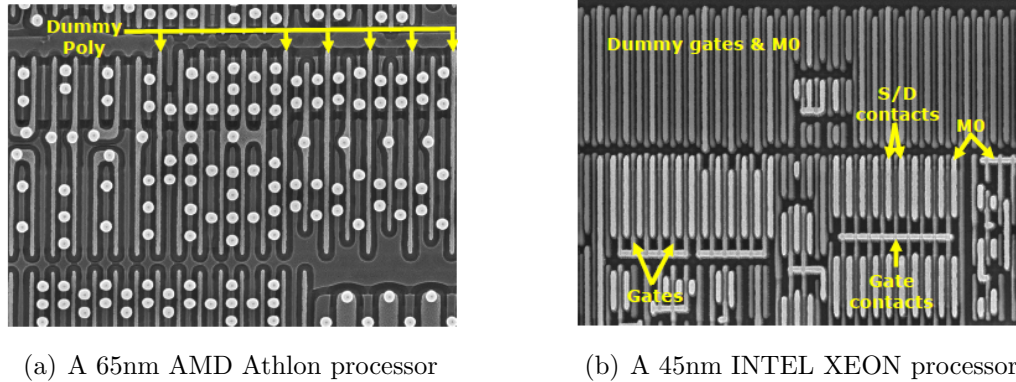 Dummy
Poly
Dummy gates & M0
S/D
contacts
M0
Gates
Gate
contacts
(a) A 65nm AMD Athlon processor
(b) A 45nm INTEL XEON processor